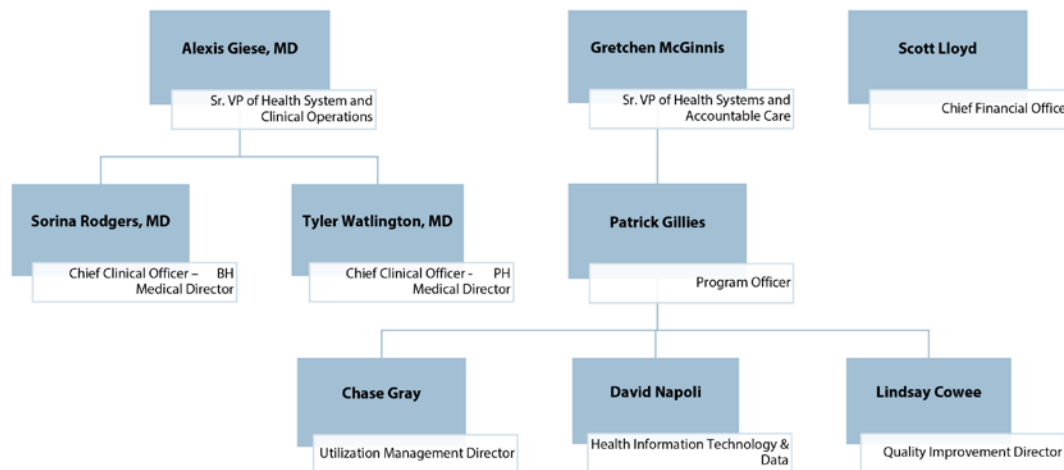 Alexis Giese, MD
Sr. VP of Health System and
Clinical Operations
Gretchen McGinnis
Sr. VP of Health Systems and
Accountable Care
Scott Lloyd
Chief Financial Office
Sorina Rodgers, MD
Chief Clinical Officer – BH
Medical Director
Tyler Watlington, MD
Chief Clinical Officer - PH
Medical Director
Patrick Gillies
Program Officer
Chase Gray
Utilization Management Director
David Napoli
Health Information Technology &
Data
Lindsay Cowee
Quality Improvement Director